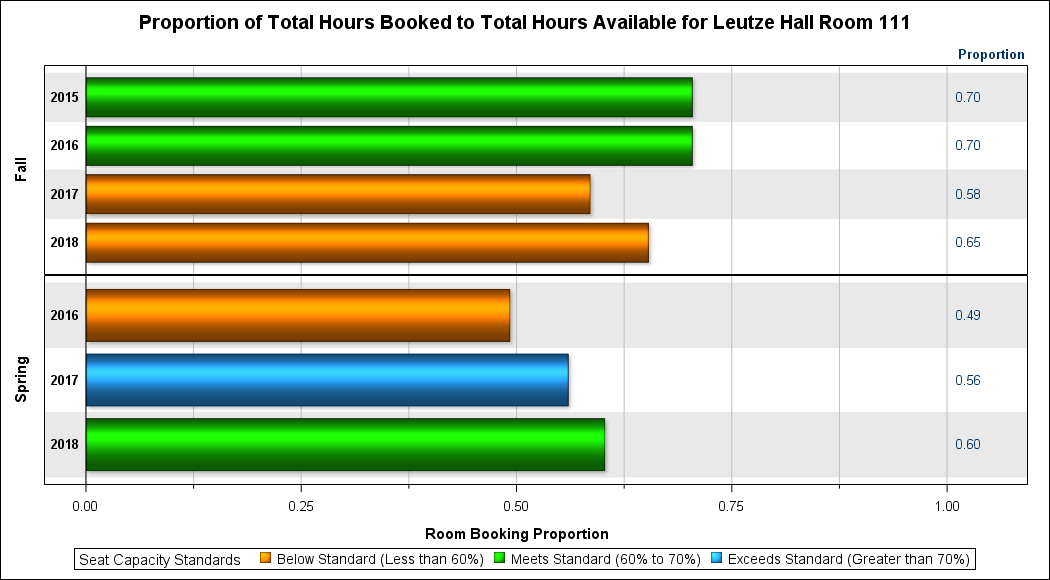 Proportion of Total Hours Booked to Total Hours Available for Leutze Hall Room 111
Proportion
Fall
2015 0.70
2016 0.70
2017 0.58
2018 0.65
Spring
2016 0.49
2017 0.56
2018 0.60
0.00 0.25 0.50 0.75 1.00
Room Booking Proportion
Seat Capacity Standards Below Standard (Less than 60%) Meets Standard (60% to 70%) Exceeds Standard (Greater than 70%)